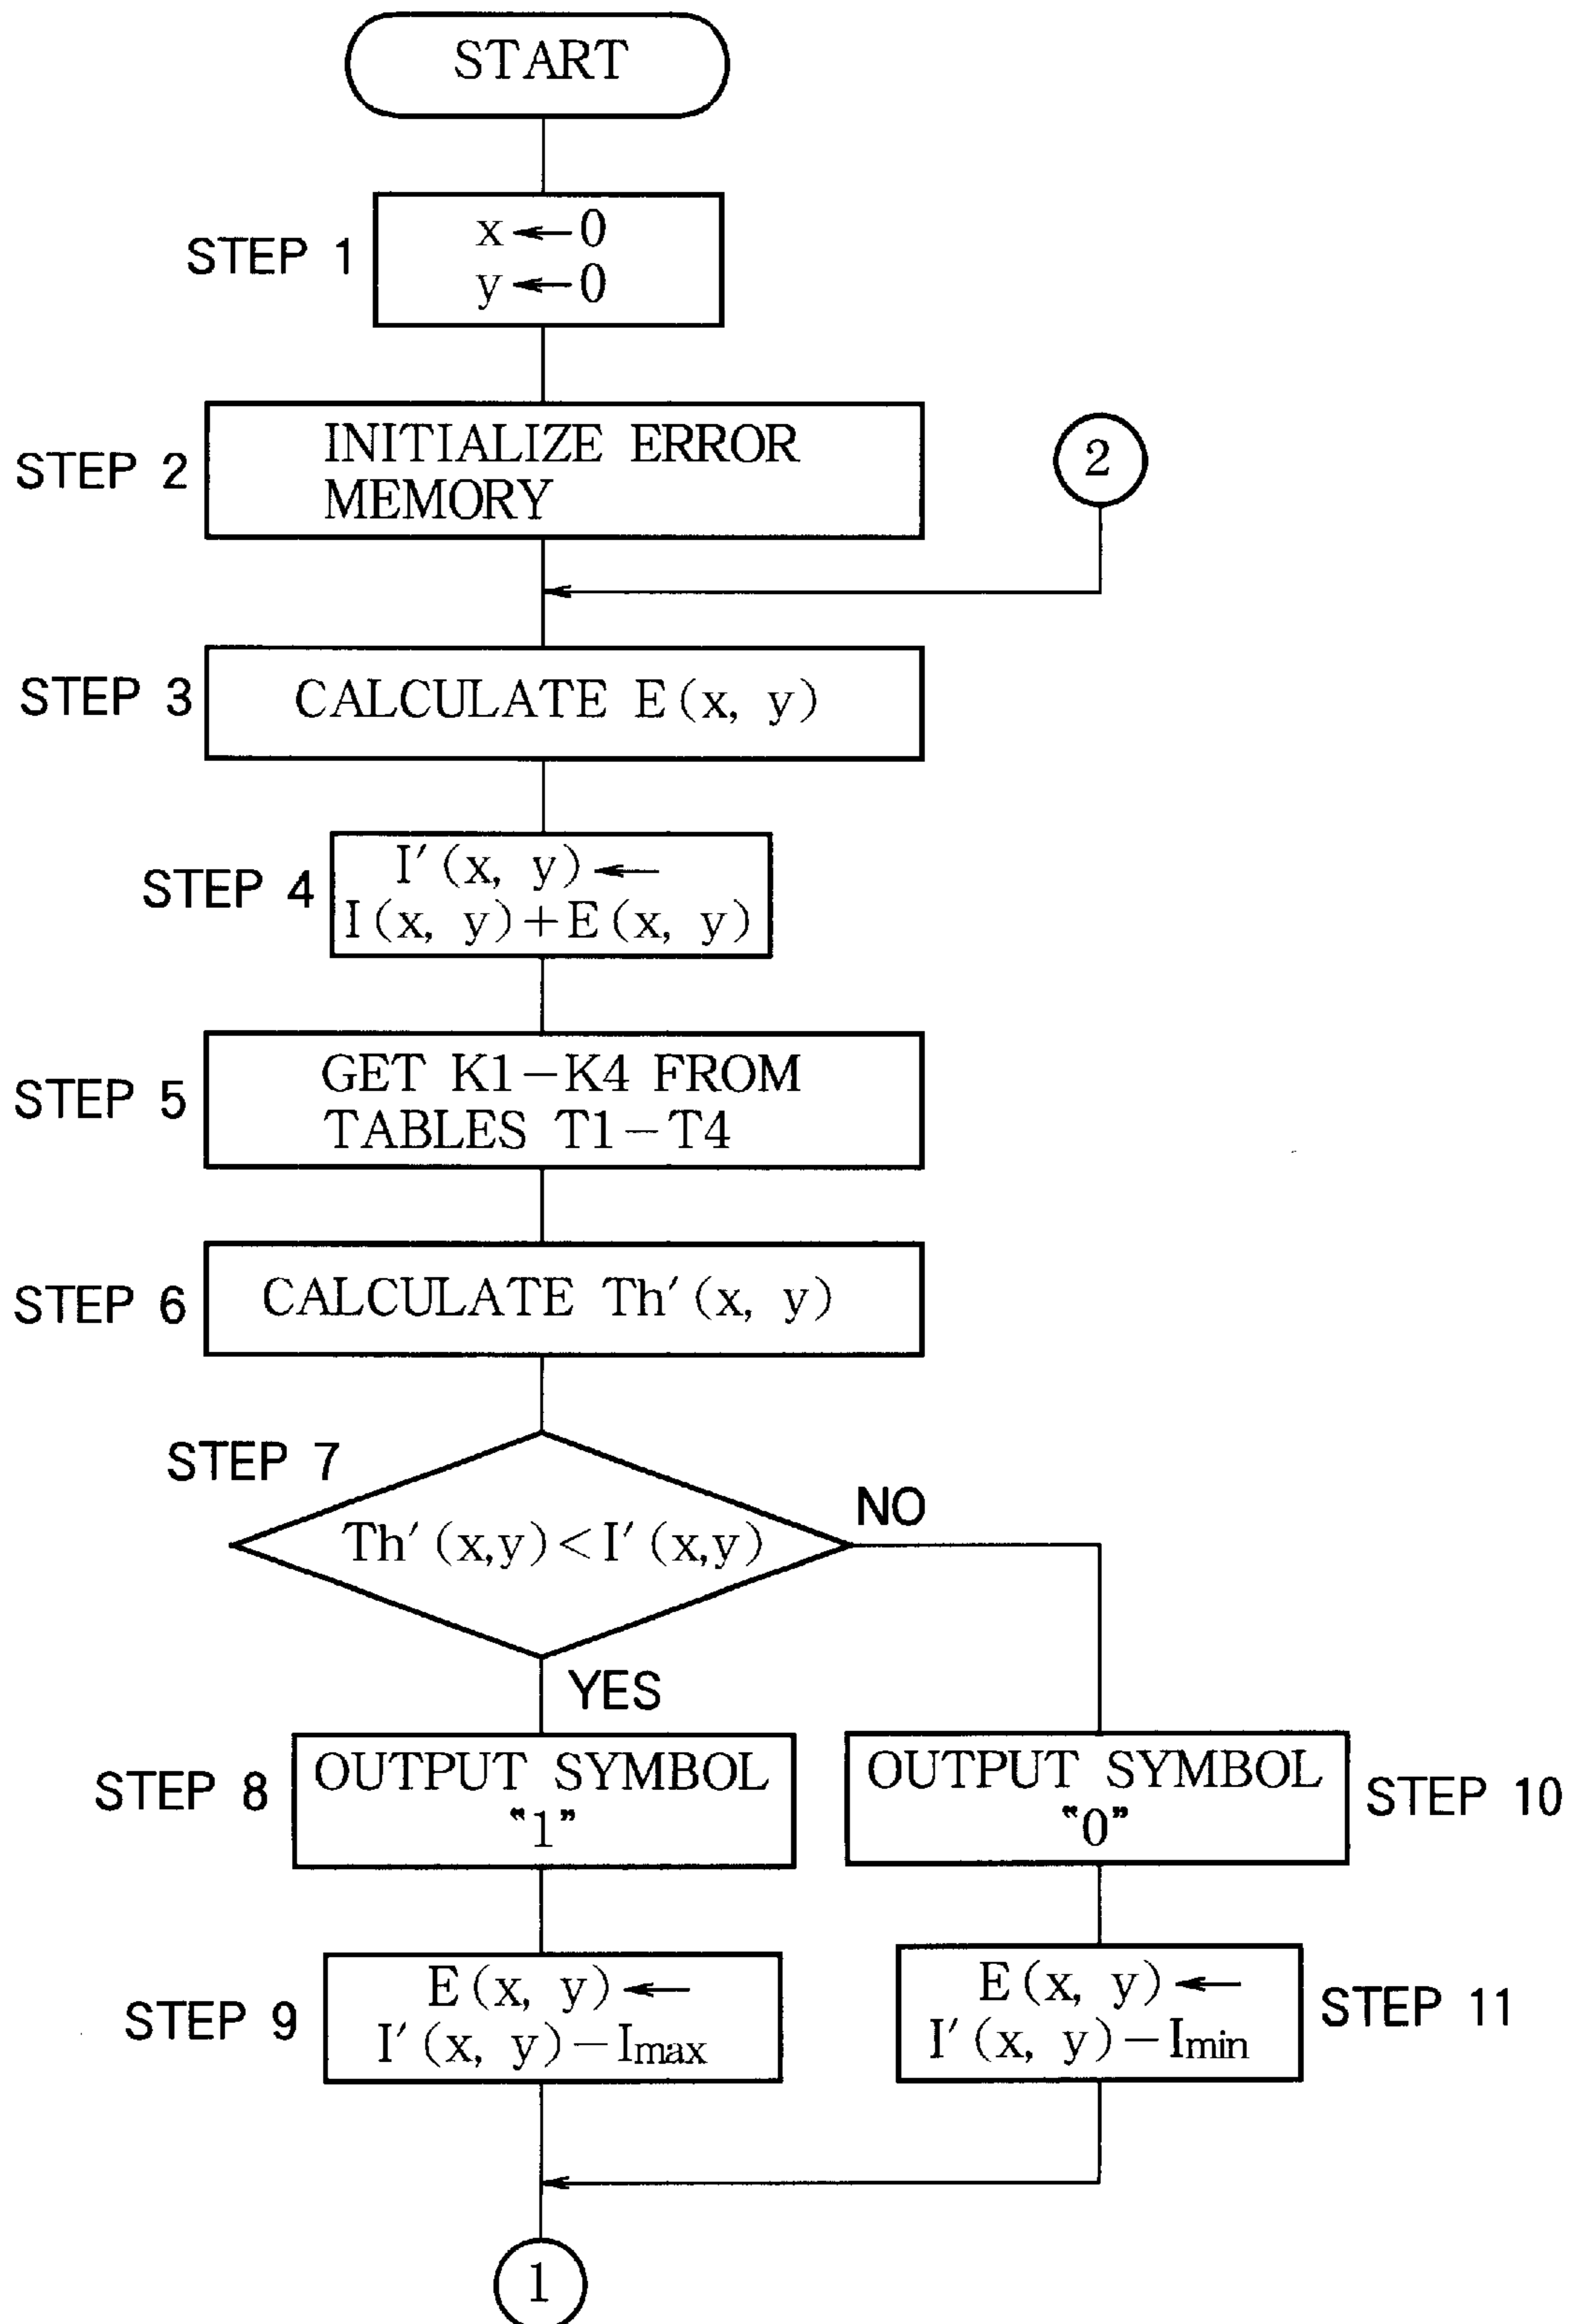 START
STEP 1
x←0
y←0
STEP 2
INITIALIZE ERROR
MEMORY
2
STEP 3
CALCULATE E(x, y)
STEP 4
I′(x, y)←
I(x, y)+E(x, y)
STEP 5
GET K1−K4 FROM
TABLES T1−T4
STEP 6
CALCULATE Th′(x, y)
STEP 7
Th′(x,y)<I′(x,y)
NO
YES
STEP 8
OUTPUT SYMBOL
“1”
OUTPUT SYMBOL
“0”
STEP 10
STEP 9
E(x, y)←
I′(x, y)−Imax
E(x, y)←
I′(x, y)−Imin
STEP 11
1